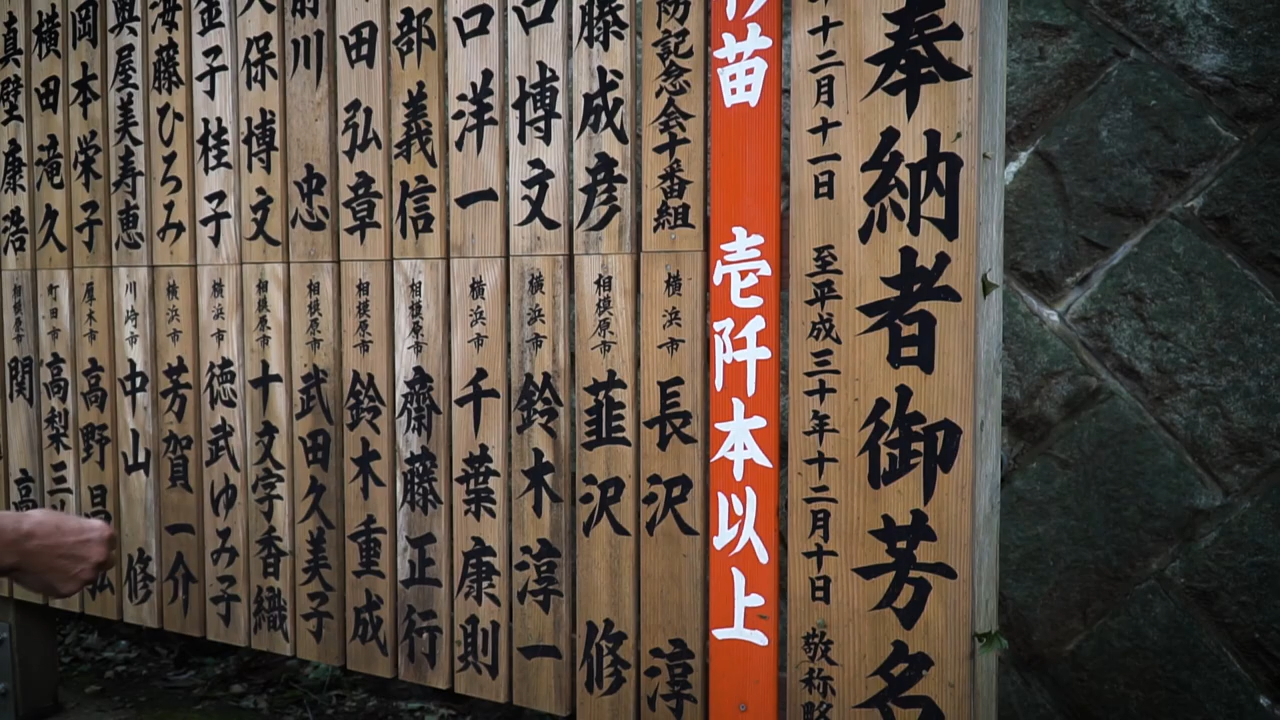 奉納者御芳名
十二月十一日 至平成三十年十二月十日 敬称略
苗 壱阡本以上
防記念会十番組
横浜市 長沢 淳
藤成彦
相模原市 韮沢 修
口博文
横浜市 鈴木淳一
口洋一
横浜市 千葉康則
部義信
相模原市 齋藤正行
田弘章
相模原市 鈴木重成
川 忠
相模原市 武田久美子
保博文
相模原市 十文字香織
金子桂子
横浜市 徳武ゆみ子
海藤ひろみ
横浜市 芳賀一介
奥屋美寿恵
川崎市 中山 修
岡本栄子
厚木市 高野
横田滝久
町田市 高梨三
真壁康浩
相模原市 関